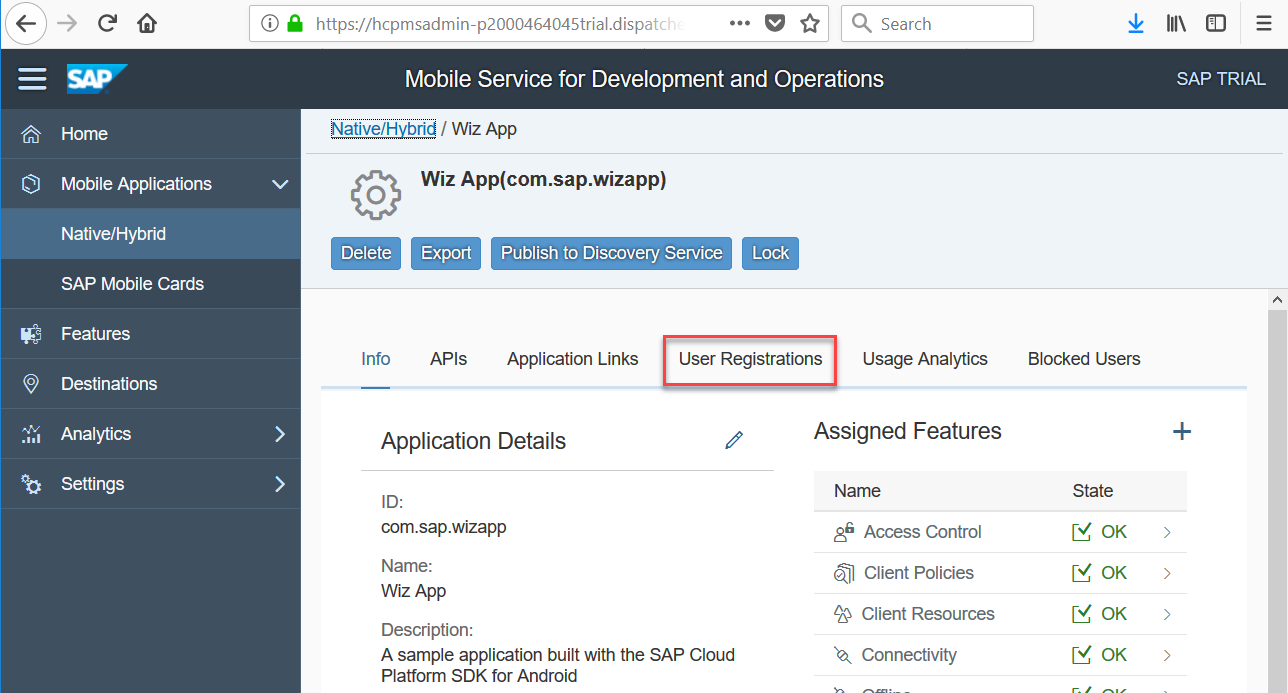 https://hcpmsadmin-p2000464045trial.dispatche
Search
SAP
Mobile Service for Development and Operations
SAP TRIAL
Home
Mobile Applications
Native/Hybrid
SAP Mobile Cards
Features
Destinations
Analytics
Settings
Native/Hybrid / Wiz App
Wiz App(com.sap.wizapp)
Delete Export Publish to Discovery Service Lock
Info APIs Application Links User Registrations Usage Analytics Blocked Users
Application Details
ID:
com.sap.wizapp
Name:
Wiz App
Description:
A sample application built with the SAP Cloud
Platform SDK for Android
Assigned Features
Name State
Access Control OK
Client Policies OK
Client Resources OK
Connectivity OK
Offline OK